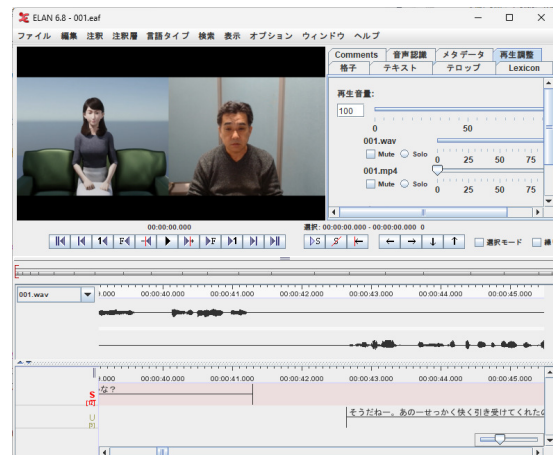 ELAN 6.8 - 001.eaf
ファイル 編集 注釈 注釈層 言語タイプ 検索 表示 オプション ウィンドウ ヘルプ
Comments 音声認識 メタデータ 再生調整
格子 テキスト テロップ Lexicon
再生音量:
100
0 50
001.wav
Mute Solo 0 25 50 75
001.mp4
Mute Solo 0 25 50 75
00:00:00.000 選択: 00:00:00.000 - 00:00:00.000 0
1 F F 1 S S 選択モード
001.wav 1.000 00:00:40.000 00:00:41.000 00:00:42.000 00:00:43.000 00:00:44.000 00:00:45.000
1.000 00:00:40.000 00:00:41.000 00:00:42.000 00:00:43.000 00:00:44.000 00:00:45.000
な？
S
そうだねー。あのーせっかく快く引き受けてくれた
U